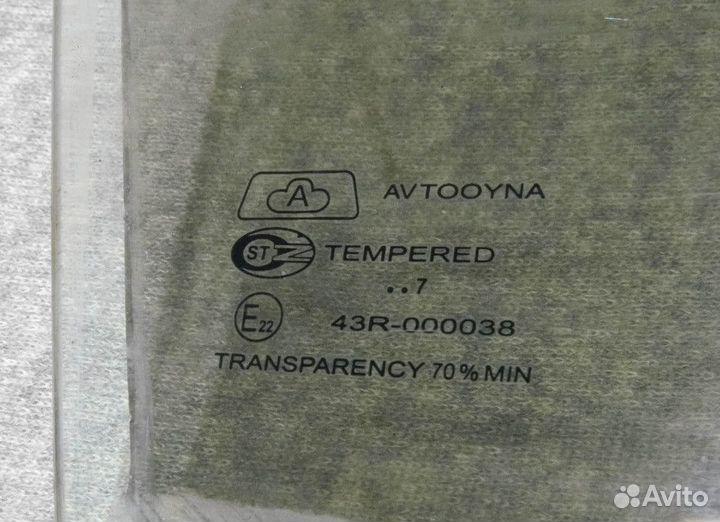 A AVTOOYNA
ST TEMPERED
..7
E22 43R-000038
TRANSPARENCY 70% MIN
Avito